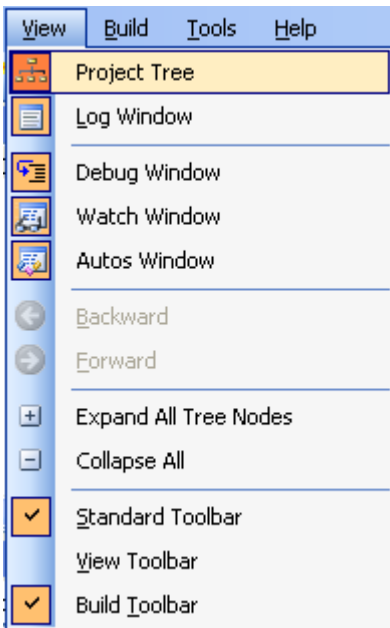 View Build Tools Help
Project Tree
Log Window
Debug Window
Watch Window
Autos Window
Backward
Forward
Expand All Tree Nodes
Collapse All
Standard Toolbar
View Toolbar
Build Toolbar